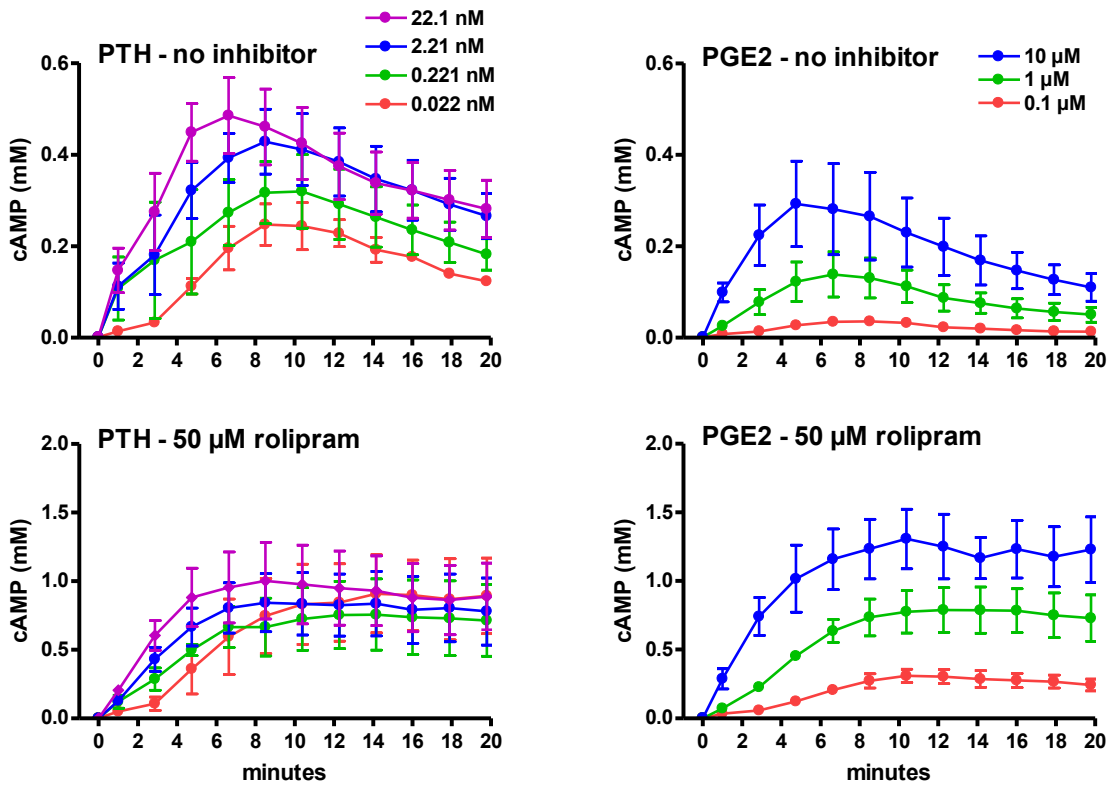 PTH - no inhibitor
22.1 nM
2.21 nM
0.221 nM
0.022 nM
cAMP (mM)
0.6
0.4
0.2
0.0
0 2 4 6 8 10 12 14 16 18 20
PGE2 - no inhibitor
10 µM
1 µM
0.1 µM
cAMP (mM)
0.6
0.4
0.2
0.0
0 2 4 6 8 10 12 14 16 18 20
PTH - 50 µM rolipram
cAMP (mM)
2.0
1.5
1.0
0.5
0.0
0 2 4 6 8 10 12 14 16 18 20
minutes
PGE2 - 50 µM rolipram
cAMP (mM)
2.0
1.5
1.0
0.5
0.0
0 2 4 6 8 10 12 14 16 18 20
minutes